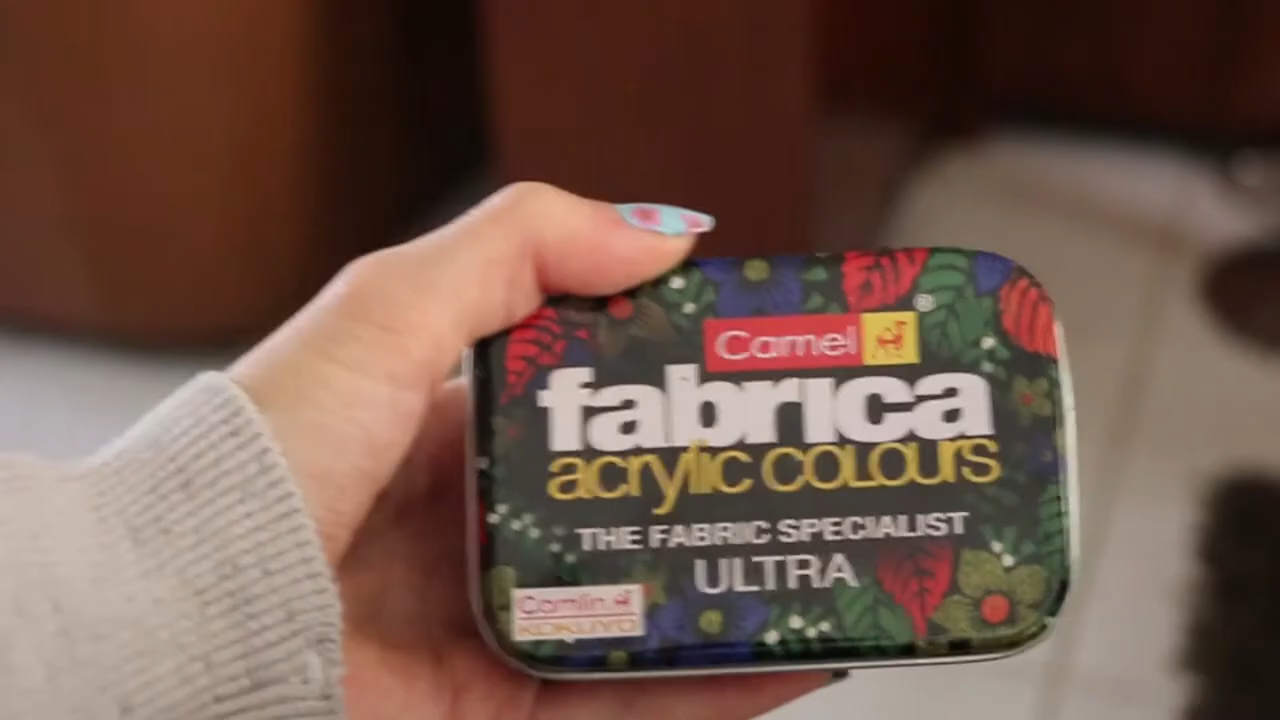 ®
Camel
fabrica
acrylic COLOURS
THE FABRIC SPECIALIST
ULTRA
Camlin
KOKUYO